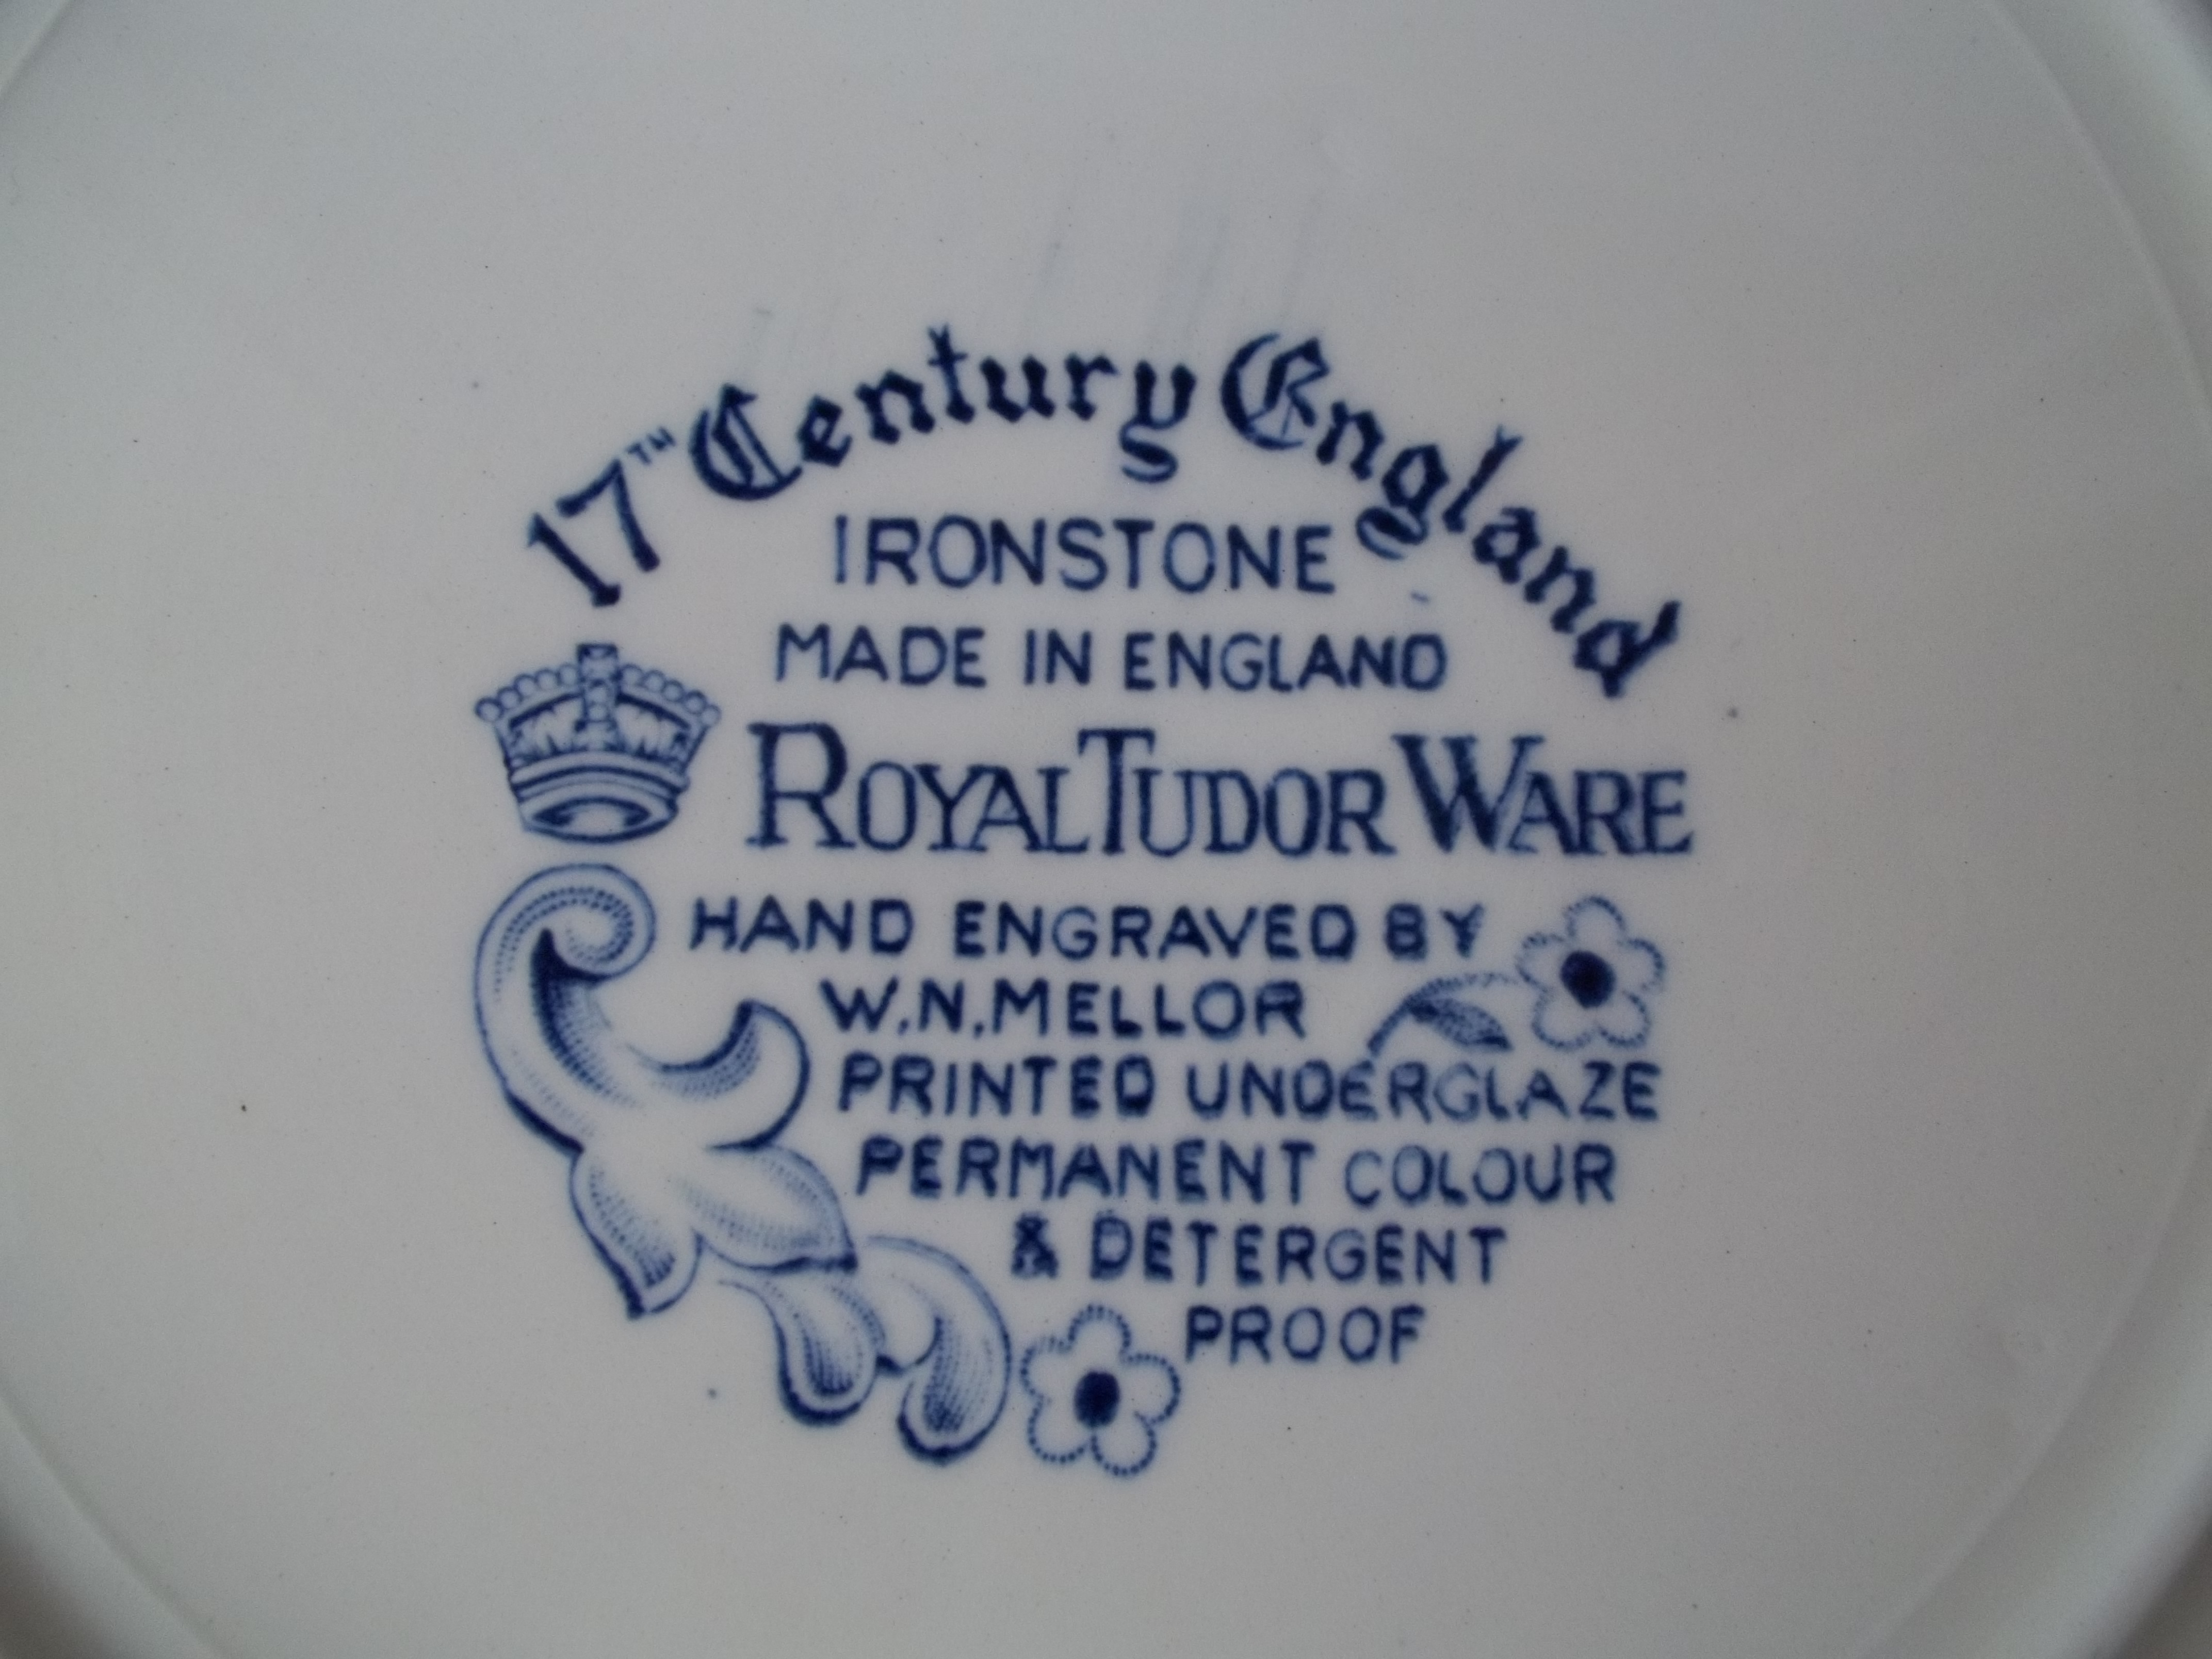 17TH Century England
IRONSTONE
MADE IN ENGLAND
ROYAL TUDOR WARE
HAND ENGRAVED BY
W.N.MELLOR
PRINTED UNDERGLAZE
PERMANENT COLOUR
& DETERGENT
PROOF